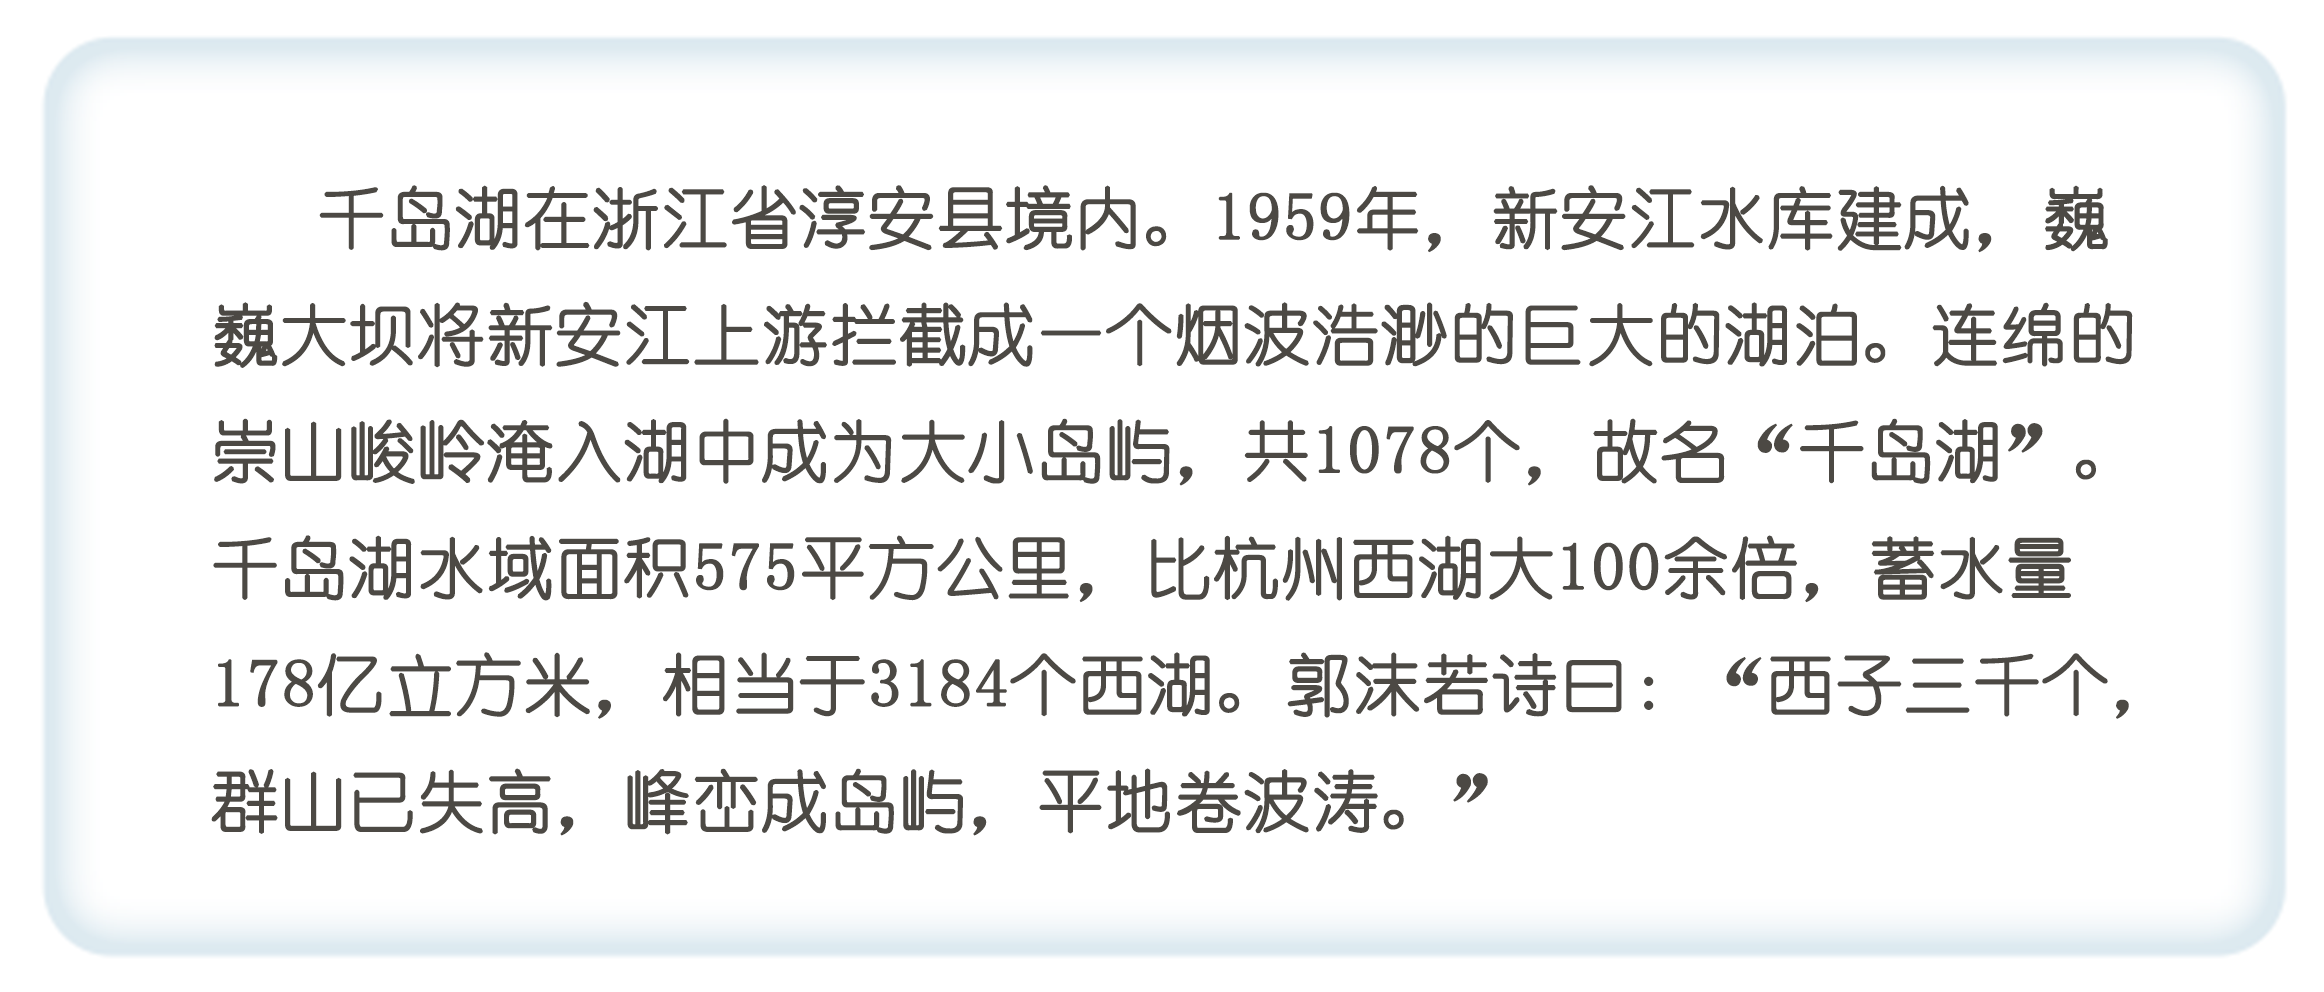 千岛湖在浙江省淳安县境内。1959年，新安江水库建成，巍
巍大坝将新安江上游拦截成一个烟波浩渺的巨大的湖泊。连绵的
崇山峻岭淹入湖中成为大小岛屿，共1078个，故名“千岛湖”。
千岛湖水域面积575平方公里，比杭州西湖大100余倍，蓄水量
178亿立方米，相当于3184个西湖。郭沫若诗曰：“西子三千个，
群山已失高，峰峦成岛屿，平地卷波涛。”